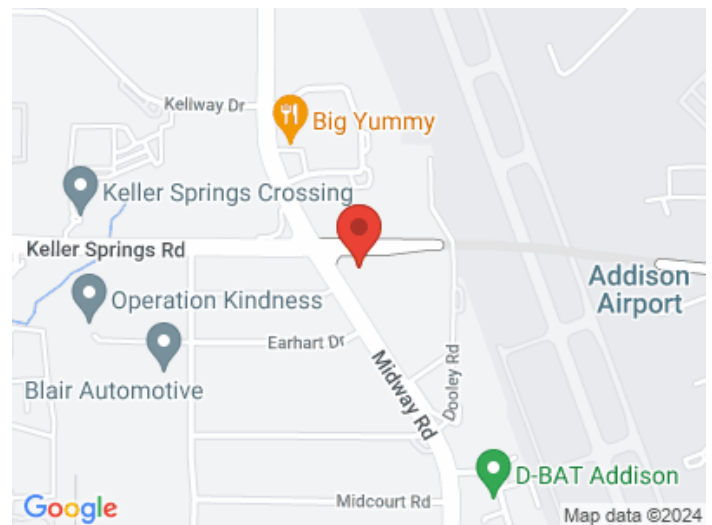 Kellway Dr
Big Yummy
Keller Springs Crossing
Keller Springs Rd
Addison
Airport
Operation Kindness
Earhart Dr
Blair Automotive
Midway Rd
Dooley Rd
D-BAT Addison
Midcourt Rd
Google
Map data ©2024